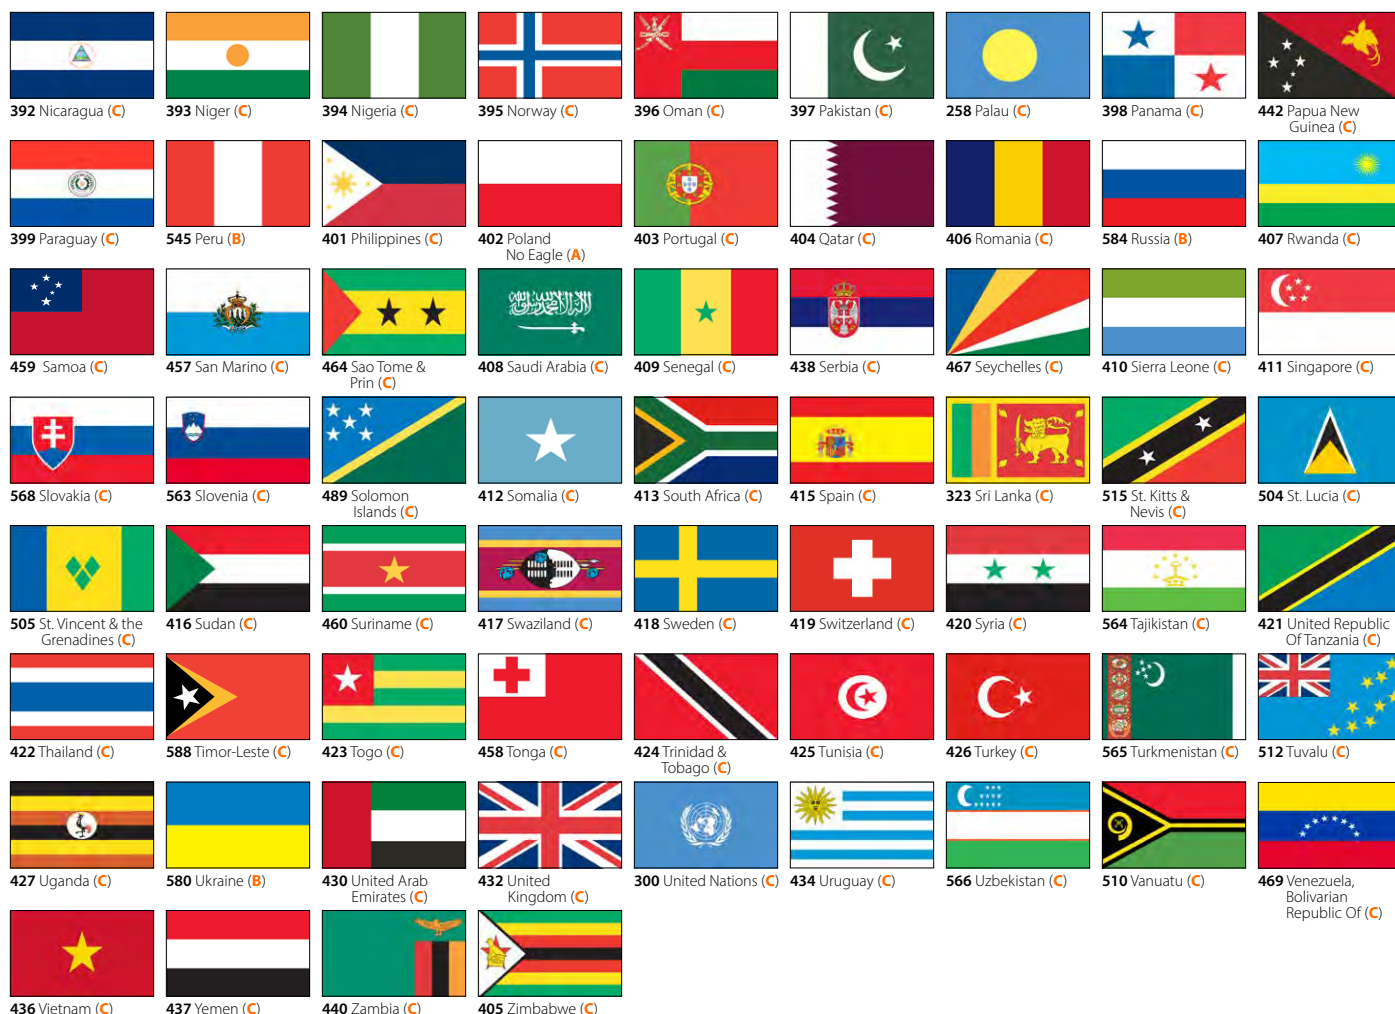 392 Nicaragua (C)
393 Niger (C)
394 Nigeria (C)
395 Norway (C)
396 Oman (C)
397 Pakistan (C)
258 Palau (C)
398 Panama (C)
442 Papua New
Guinea (C)
399 Paraguay (C)
545 Peru (B)
401 Philippines (C)
402 Poland
No Eagle (A)
403 Portugal (C)
404 Qatar (C)
406 Romania (C)
584 Russia (B)
407 Rwanda (C)
459 Samoa (C)
457 San Marino (C)
464 Sao Tome &
Prin (C)
408 Saudi Arabia (C)
409 Senegal (C)
438 Serbia (C)
467 Seychelles (C)
410 Sierra Leone (C)
411 Singapore (C)
568 Slovakia (C)
563 Slovenia (C)
489 Solomon
Islands (C)
412 Somalia (C)
413 South Africa (C)
415 Spain (C)
323 Sri Lanka (C)
515 St. Kitts &
Nevis (C)
504 St. Lucia (C)
505 St. Vincent & the
Grenadines (C)
416 Sudan (C)
460 Suriname (C)
417 Swaziland (C)
418 Sweden (C)
419 Switzerland (C)
420 Syria (C)
564 Tajikistan (C)
421 United Republic
Of Tanzania (C)
422 Thailand (C)
588 Timor-Leste (C)
423 Togo (C)
458 Tonga (C)
424 Trinidad &
Tobago (C)
425 Tunisia (C)
426 Turkey (C)
565 Turkmenistan (C)
512 Tuvalu (C)
427 Uganda (C)
580 Ukraine (B)
430 United Arab
Emirates (C)
432 United
Kingdom (C)
300 United Nations (C)
434 Uruguay (C)
566 Uzbekistan (C)
510 Vanuatu (C)
469 Venezuela,
Bolivarian
Republic Of (C)
436 Vietnam (C)
437 Yemen (C)
440 Zambia (C)
405 Zimbabwe (C)